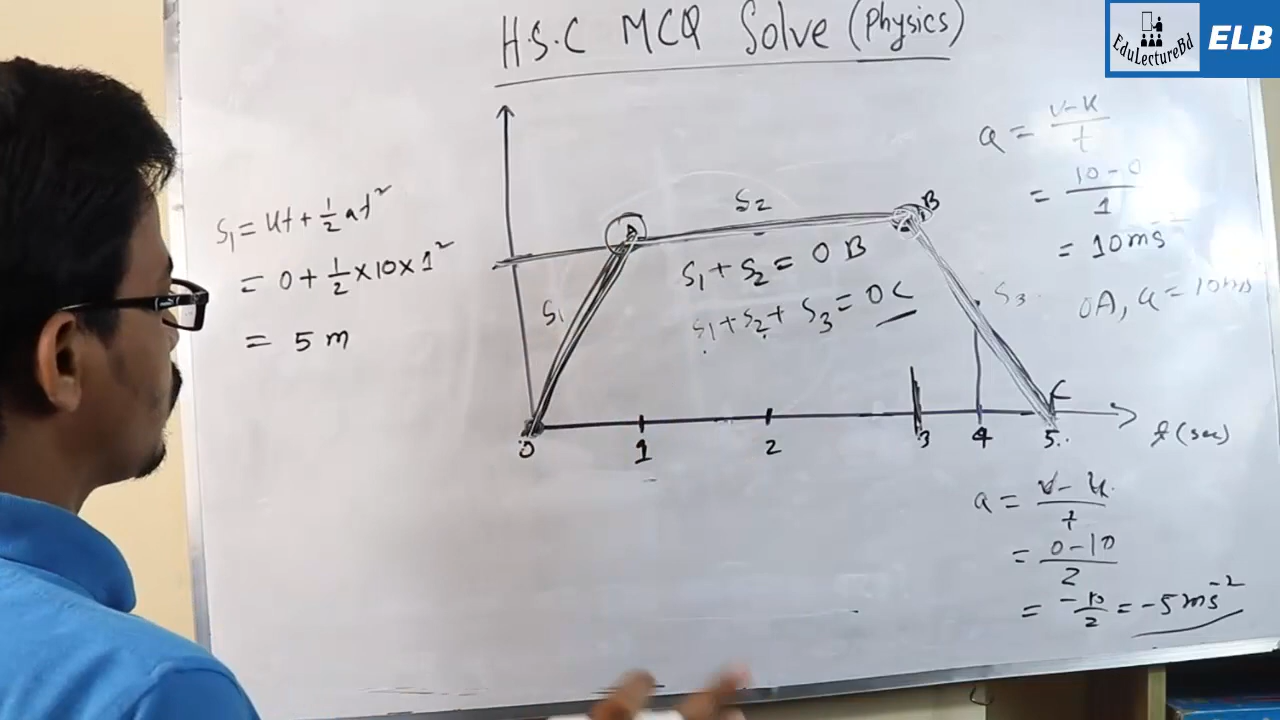 H.S.C MCQ Solve (Physics)
EduLectureBd
ELB
S₁ = ut + ½ at²
= 0 + ½ × 10 × 1²
= 5 m
A
S₂
B
S₁
S₁ + S₂ = OB
S₁ + S₂ + S₃ = OC
S₃
C
0 1 2 3 4 5
t (sec)
a = v-u/t
= 10-0/1
= 10ms⁻²
OA, a = 10ms
a = v-u/t
= 0-10/2
= -10/2 = -5ms⁻²